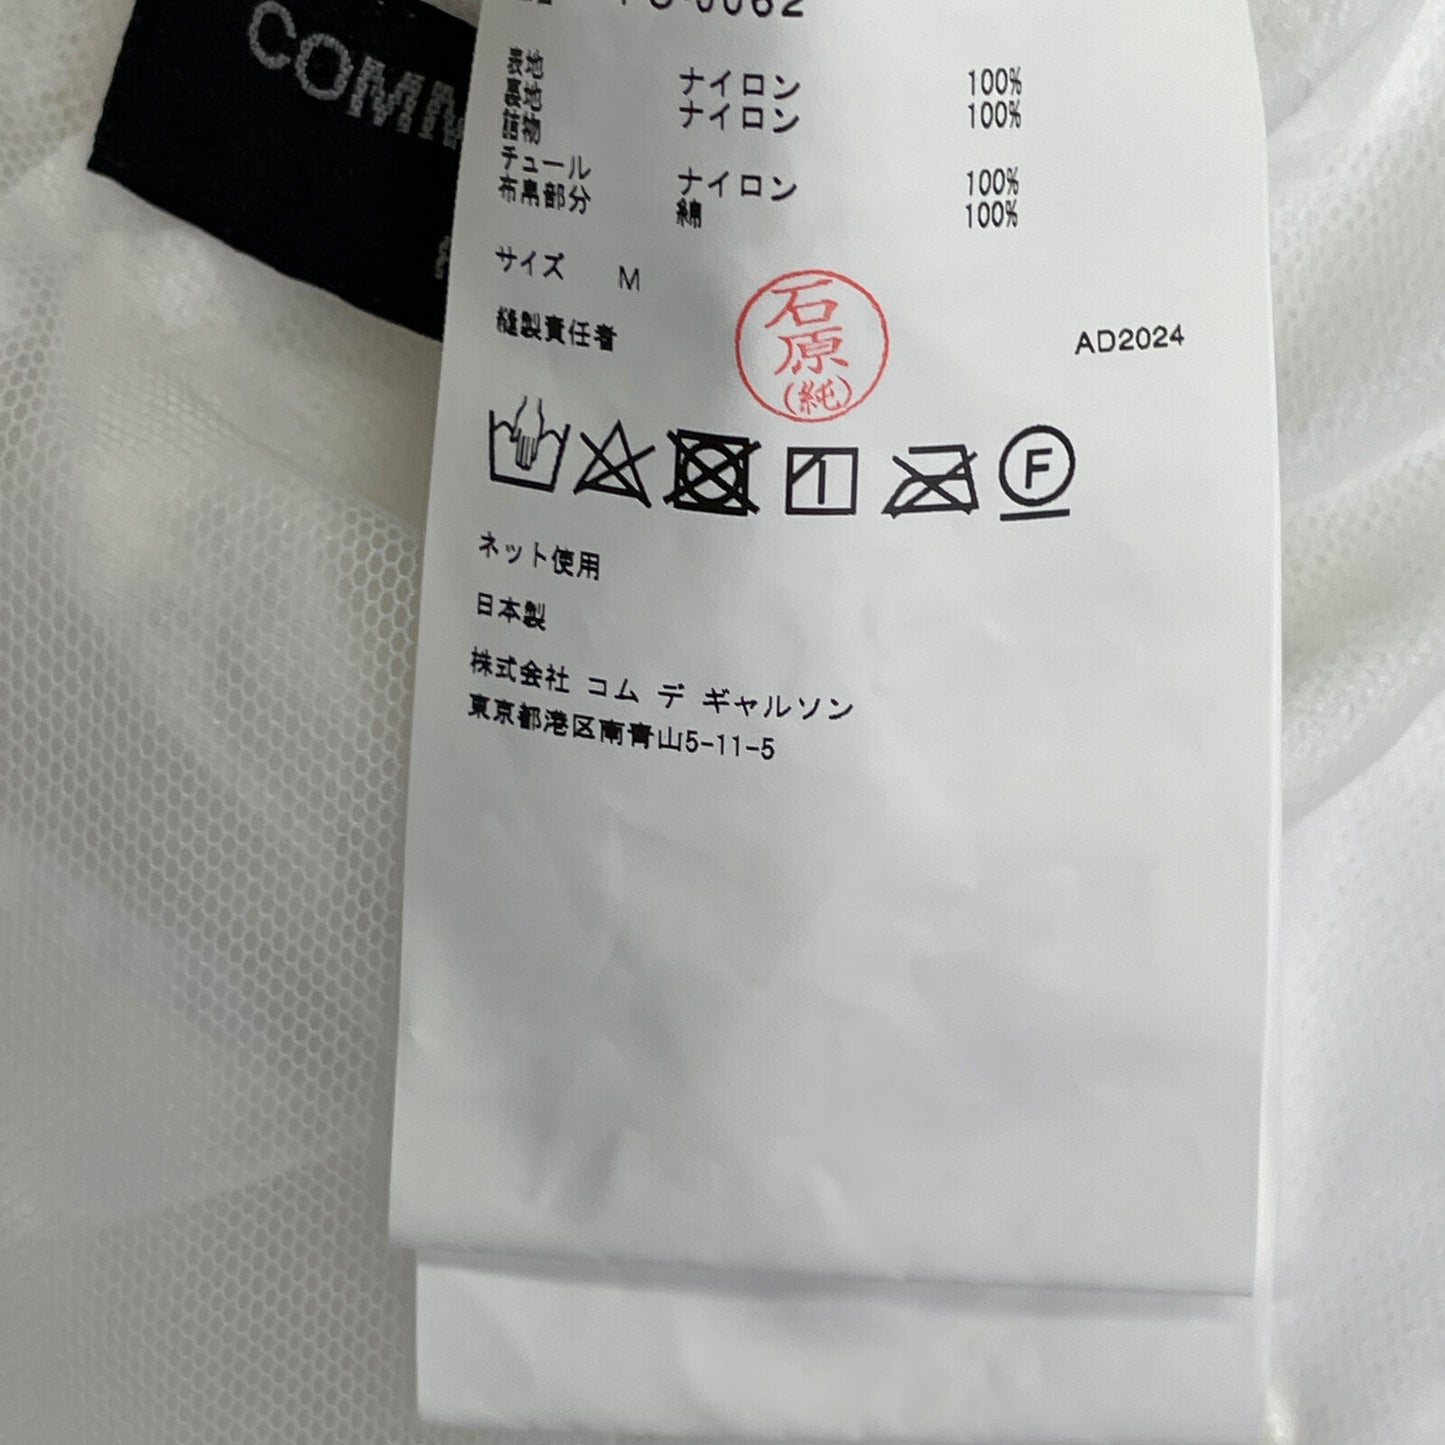 COMM
表地 ナイロン 100%
裏地 ナイロン 100%
詰物
チュール ナイロン 100%
布帛部分 綿 100%
サイズ M
縫製責任者
石原
(純)
AD2024
F
ネット使用
日本製
株式会社 コム デ ギャルソン
東京都港区南青山5-11-5